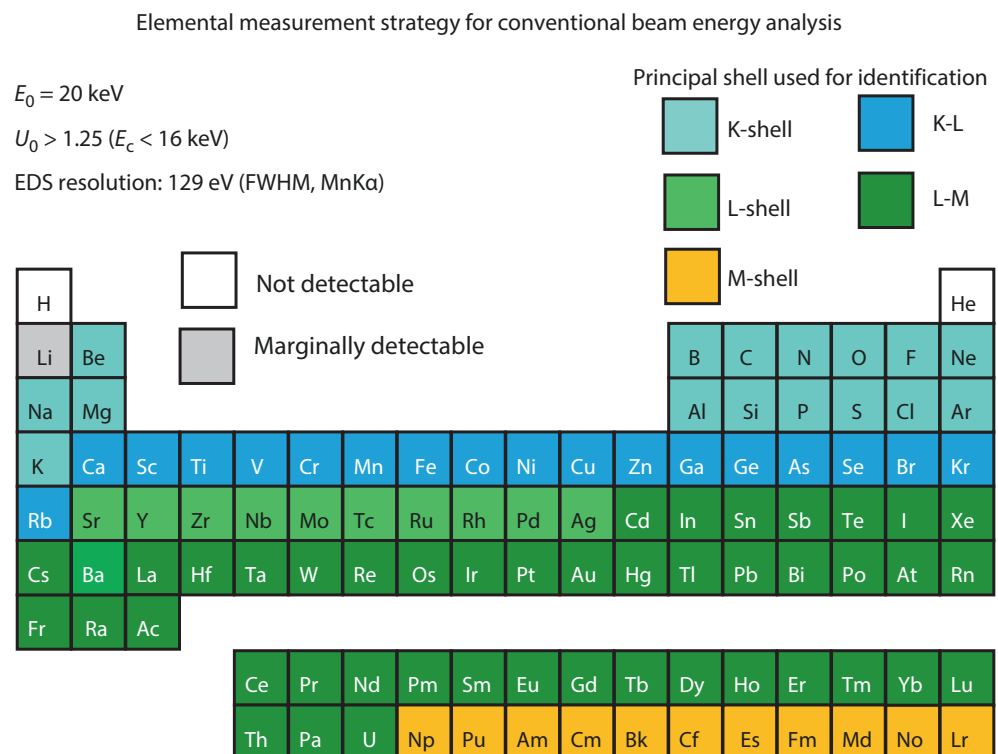 Elemental measurement strategy for conventional beam energy analysis
E0 = 20 keV
U0 > 1.25 (Ec < 16 keV)
EDS resolution: 129 eV (FWHM, MnKα)
Principal shell used for identification
K-shell K-L
L-shell L-M
M-shell
Not detectable
Marginally detectable
H He
Li Be B C N O F Ne
Na Mg Al Si P S Cl Ar
K Ca Sc Ti V Cr Mn Fe Co Ni Cu Zn Ga Ge As Se Br Kr
Rb Sr Y Zr Nb Mo Tc Ru Rh Pd Ag Cd In Sn Sb Te I Xe
Cs Ba La Hf Ta W Re Os Ir Pt Au Hg Tl Pb Bi Po At Rn
Fr Ra Ac
Ce Pr Nd Pm Sm Eu Gd Tb Dy Ho Er Tm Yb Lu
Th Pa U Np Pu Am Cm Bk Cf Es Fm Md No Lr